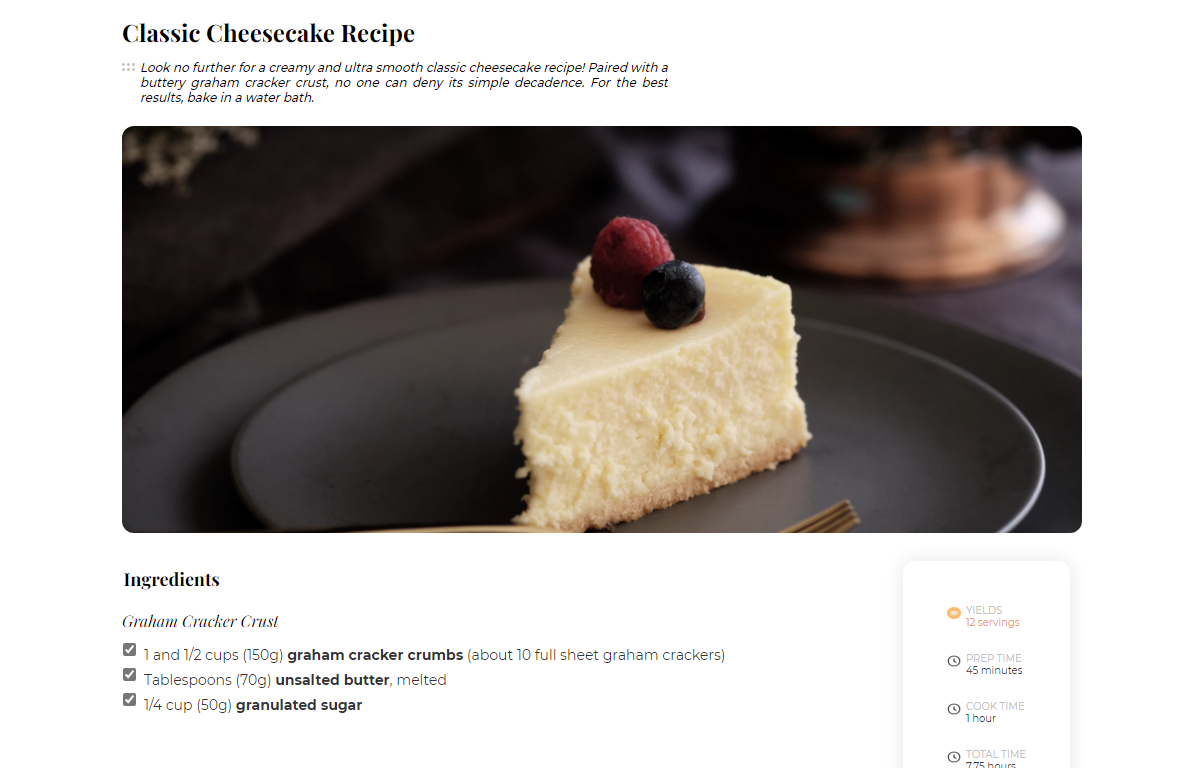 Classic Cheesecake Recipe
Look no further for a creamy and ultra smooth classic cheesecake recipe! Paired with a
buttery graham cracker crust, no one can deny its simple decadence. For the best
results, bake in a water bath.
Ingredients
Graham Cracker Crust
1 and 1/2 cups (150g) graham cracker crumbs (about 10 full sheet graham crackers)
Tablespoons (70g) unsalted butter, melted
1/4 cup (50g) granulated sugar
YIELDS
12 servings
PREP TIME
45 minutes
COOK TIME
1 hour
TOTAL TIME
7.75 hours